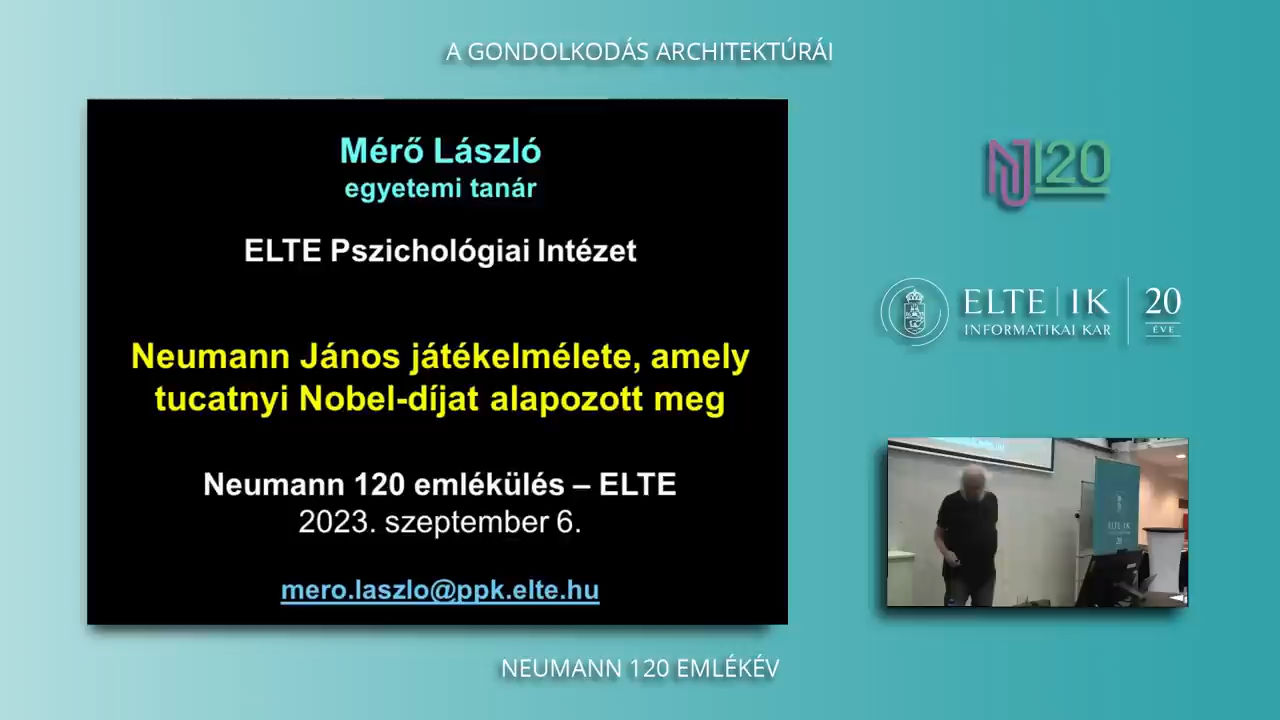 A GONDOLKODÁS ARCHITEKTÚRÁI
Mérő László
egyetemi tanár
ELTE Pszichológiai Intézet
Neumann János játékelmélete, amely
tucatnyi Nobel-díjat alapozott meg
Neumann 120 emlékülés – ELTE
2023. szeptember 6.
mero.laszlo@ppk.elte.hu
NJ120
ELTE | IK
INFORMATIKAI KAR
20
ÉVE
ELTE | IK
NEUMANN 120 EMLÉKÉV